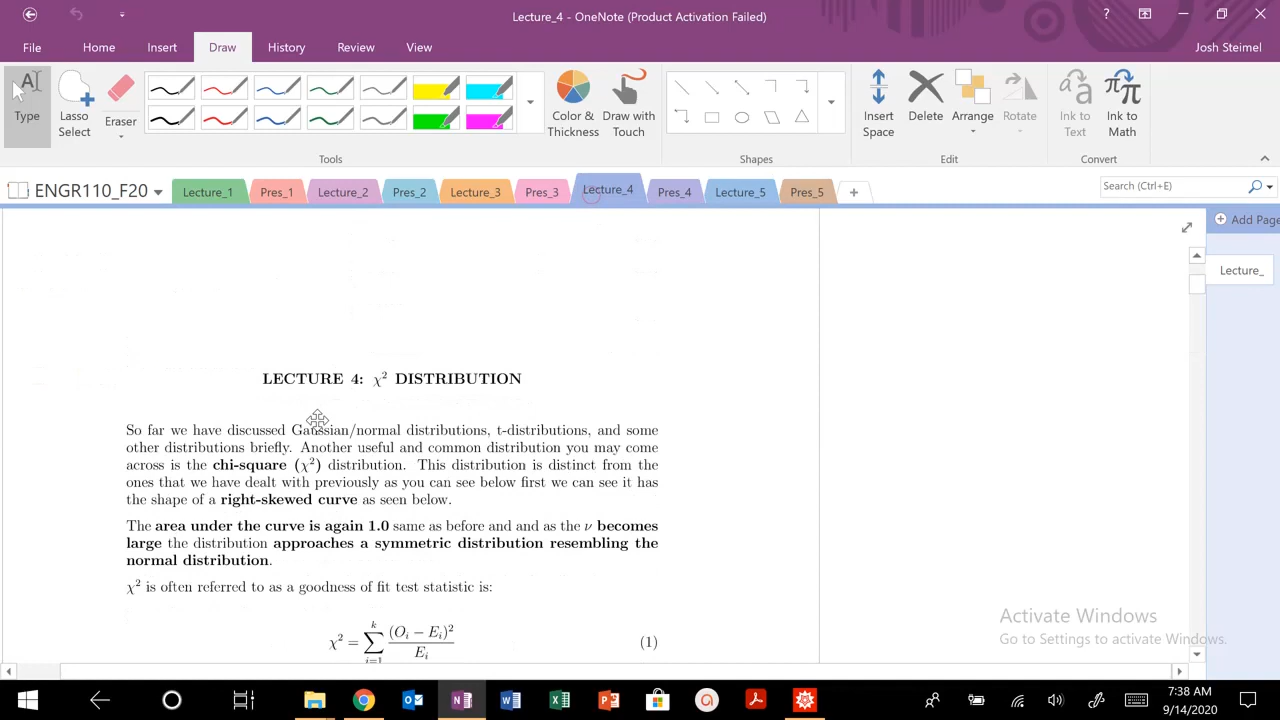 Lecture_4 - OneNote (Product Activation Failed)
?
File Home Insert Draw History Review View Josh Steimel
Type
Lasso Select
Eraser
Color & Thickness
Draw with Touch
Insert Space
Delete
Arrange
Rotate
Ink to Text
Ink to Math
Tools Shapes Edit Convert
ENGR110_F20 Lecture_1 Pres_1 Lecture_2 Pres_2 Lecture_3 Pres_3 Lecture_4 Pres_4 Lecture_5 Pres_5 + Search (Ctrl+E)
Add Page
Lecture_
LECTURE 4: χ² DISTRIBUTION
So far we have discussed Gaussian/normal distributions, t-distributions, and some
other distributions briefly. Another useful and common distribution you may come
across is the chi-square (χ²) distribution. This distribution is distinct from the
ones that we have dealt with previously as you can see below first we can see it has
the shape of a right-skewed curve as seen below.
The area under the curve is again 1.0 same as before and and as the ν becomes
large the distribution approaches a symmetric distribution resembling the
normal distribution.
χ² is often referred to as a goodness of fit test statistic is:
χ² = ∑_{i=1}^{k} (O_i − E_i)² / E_i (1)
Activate Windows
Go to Settings to activate Windows.
7:38 AM
9/14/2020